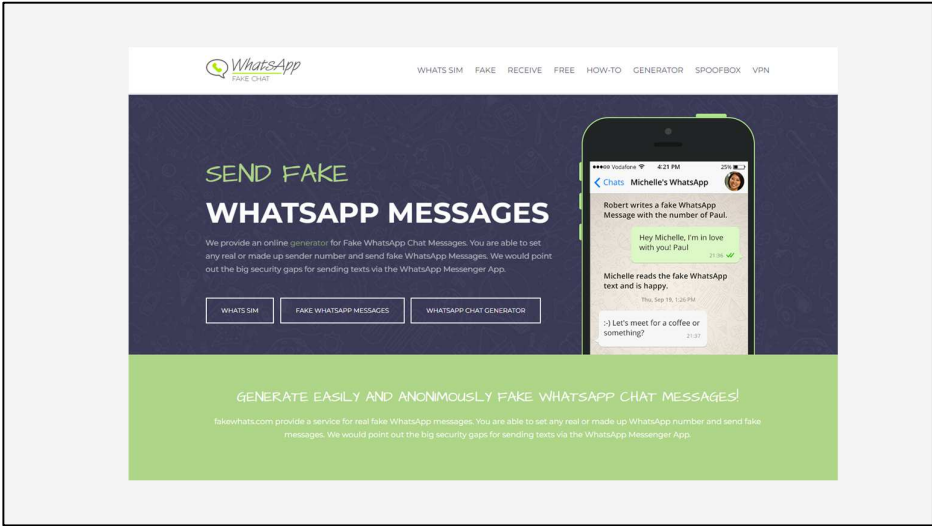 WhatsApp
FAKE CHAT
WHATS SIM FAKE RECEIVE FREE HOW-TO GENERATOR SPOOFBOX VPN
SEND FAKE
WHATSAPP MESSAGES
We provide an online generator for Fake WhatsApp Chat Messages. You are able to set
any real or made up sender number and send fake WhatsApp Messages. We would point
out the big security gaps for sending texts via the WhatsApp Messenger App.
WHATS SIM FAKE WHATSAPP MESSAGES WHATSAPP CHAT GENERATOR
Vodafone 4:21 PM 25%
Chats Michelle's WhatsApp
Robert writes a fake WhatsApp
Message with the number of Paul.
Hey Michelle, I'm in love
with you! Paul
21:36
Michelle reads the fake WhatsApp
text and is happy.
Thu, Sep 19, 1:26 PM
:-) Let's meet for a coffee or
something?
21:37
GENERATE EASILY AND ANONIMOUSLY FAKE WHATSAPP CHAT MESSAGES!
fakewhats.com provide a service for real fake WhatsApp messages. You are able to set any real or made up WhatsApp number and send fake
messages. We would point out the big security gaps for sending texts via the WhatsApp Messenger App.